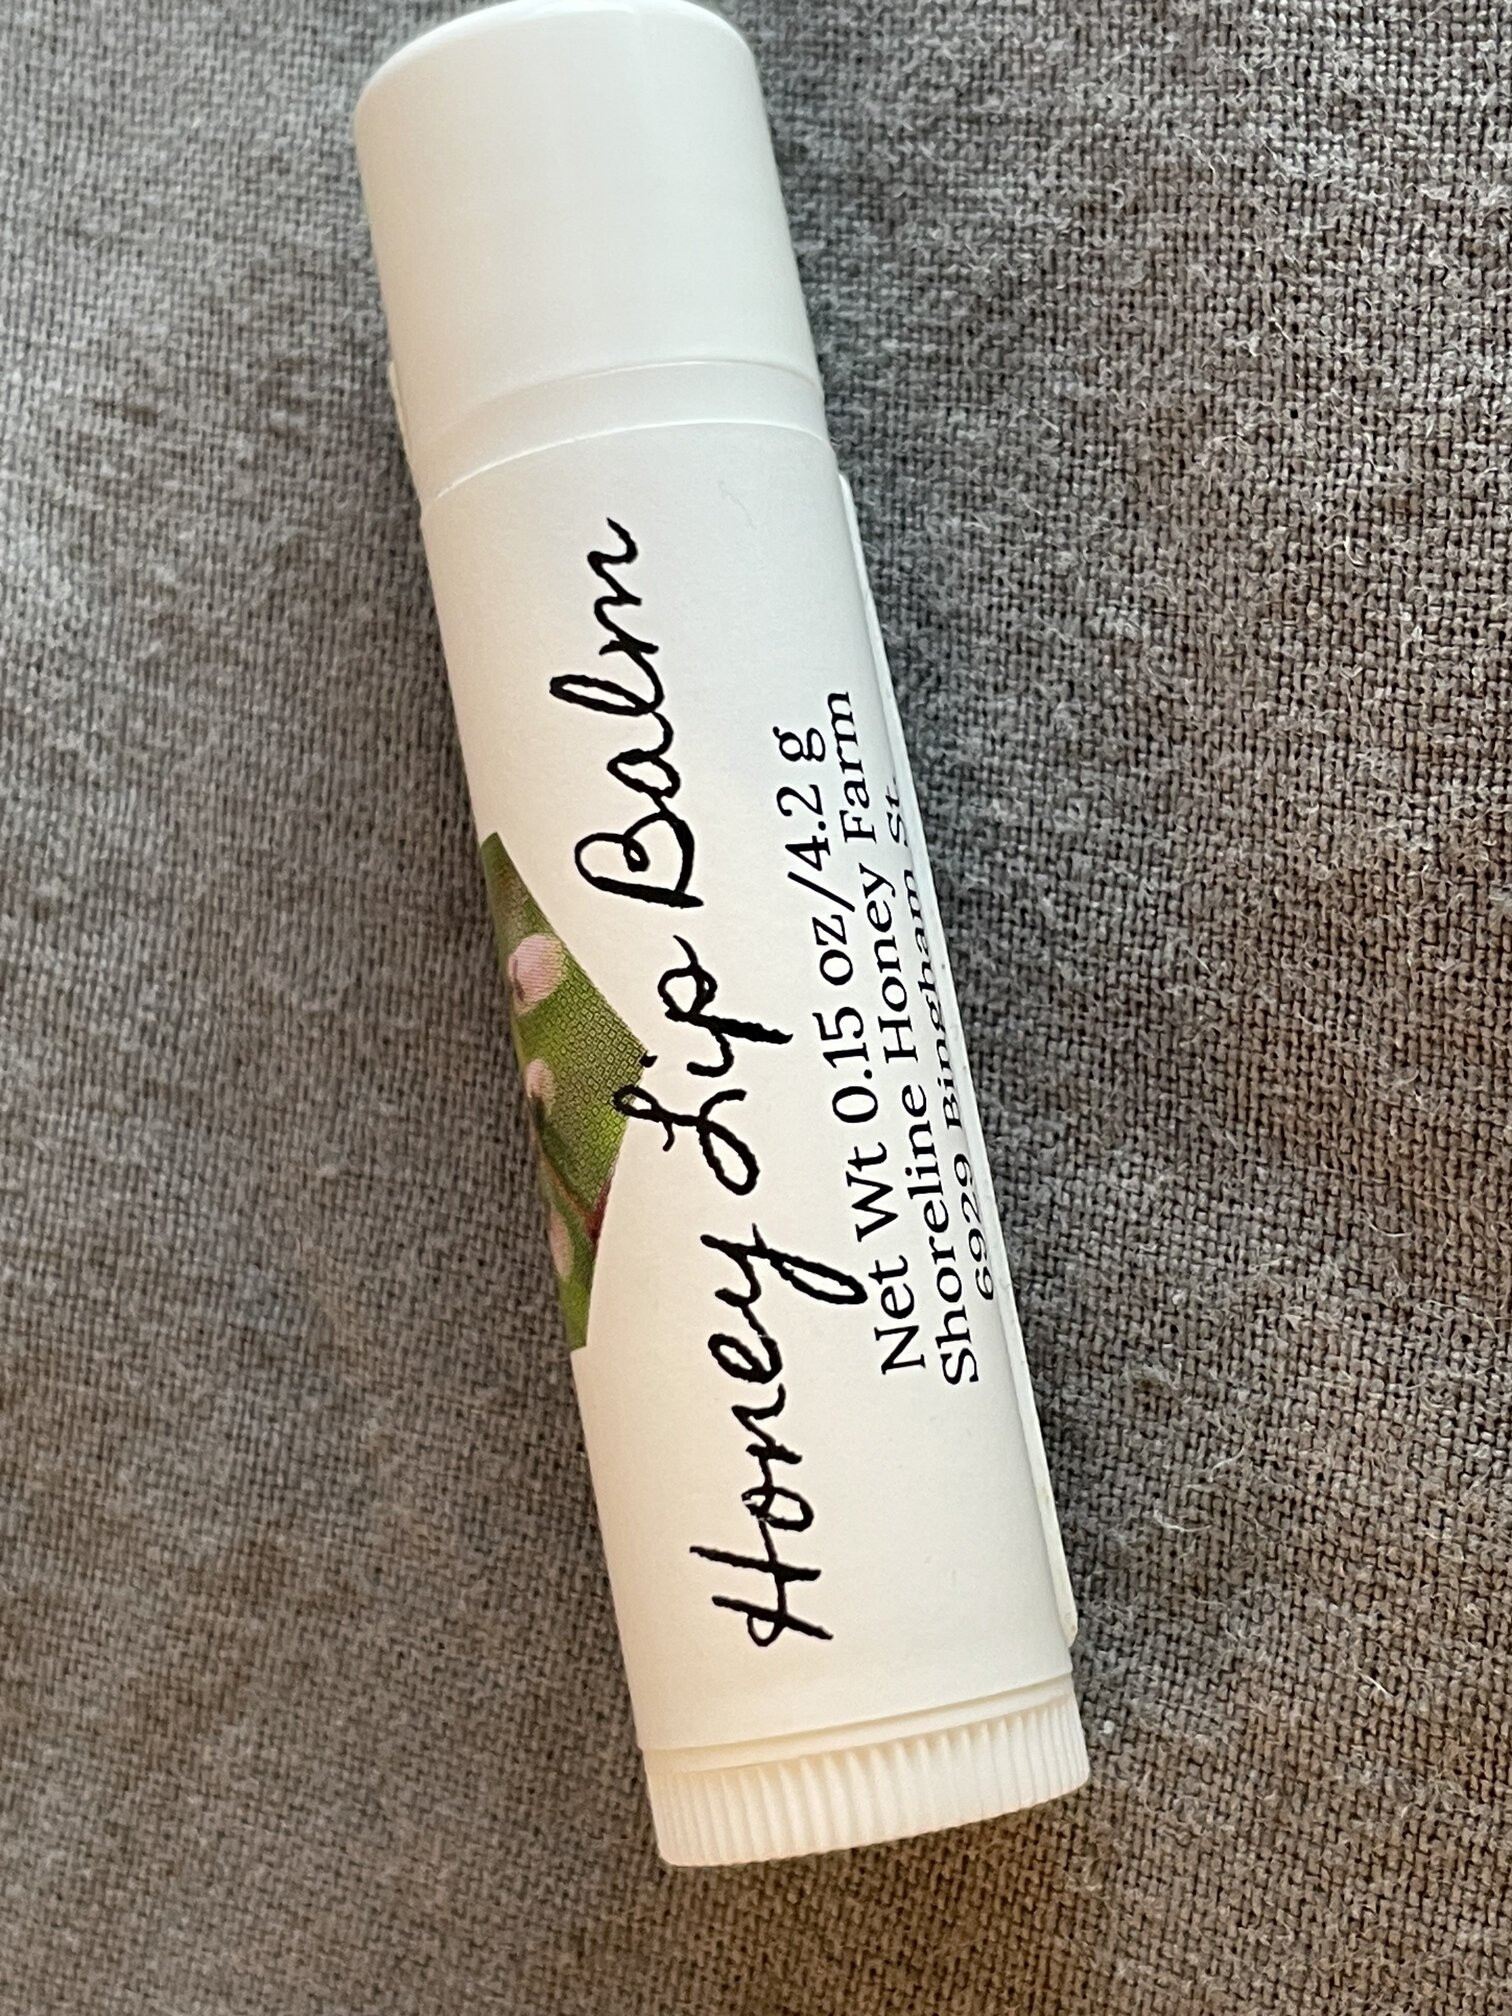 Honey Lip Balm
Net Wt 0.15 oz/4.2 g
Shoreline Honey Farm
6929 Bingham St.